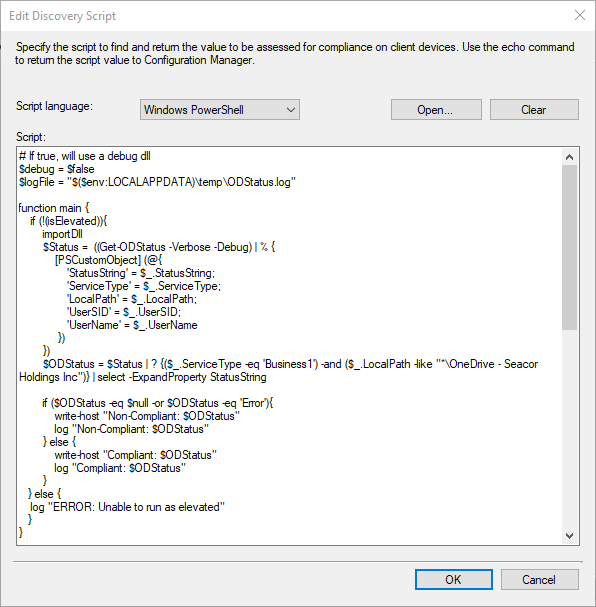 Edit Discovery Script
Specify the script to find and return the value to be assessed for compliance on client devices. Use the echo command
to return the script value to Configuration Manager.
Script language:
Windows PowerShell
Open...
Clear
Script:
# If true, will use a debug dll
$debug = $false
$logFile = "$($env:LOCALAPPDATA)\temp\ODStatus.log"
function main {
if (!(isElevated)){
importDll
$Status =  ((Get-ODStatus -Verbose -Debug) | % {
[PSCustomObject] (@{
'StatusString' = $_.StatusString;
'ServiceType' = $_.ServiceType;
'LocalPath' = $_.LocalPath;
'UserSID' = $_.UserSID;
'UserName' = $_.UserName
})
})
$ODStatus = $Status | ? {($_.ServiceType -eq 'Business1') -and ($_.LocalPath -like "*\OneDrive - Seacor
Holdings Inc")} | select -ExpandProperty StatusString
if ($ODStatus -eq $null -or $ODStatus -eq 'Error'){
write-host "Non-Compliant: $ODStatus"
log "Non-Compliant: $ODStatus"
} else {
write-host "Compliant: $ODStatus"
log "Compliant: $ODStatus"
}
} else {
log "ERROR: Unable to run as elevated"
}
}
OK
Cancel